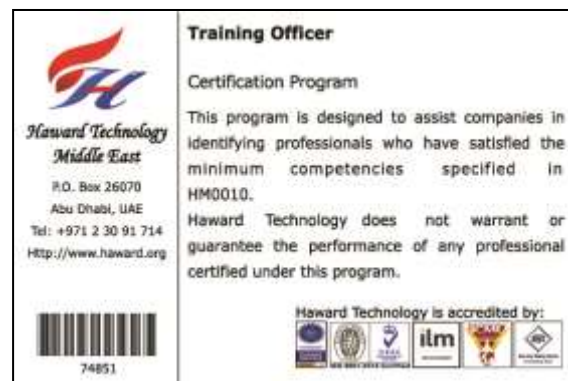 Haward Technology
Middle East
P.O. Box 26070
Abu Dhabi, UAE
Tel: +971 2 30 91 714
Http://www.haward.org
74851
Training Officer
Certification Program
This program is designed to assist companies in
identifying professionals who have satisfied the
minimum competencies specified in
HM0010.
Haward Technology does not warrant or
guarantee the performance of any professional
certified under this program.
Haward Technology is accredited by:
ilm